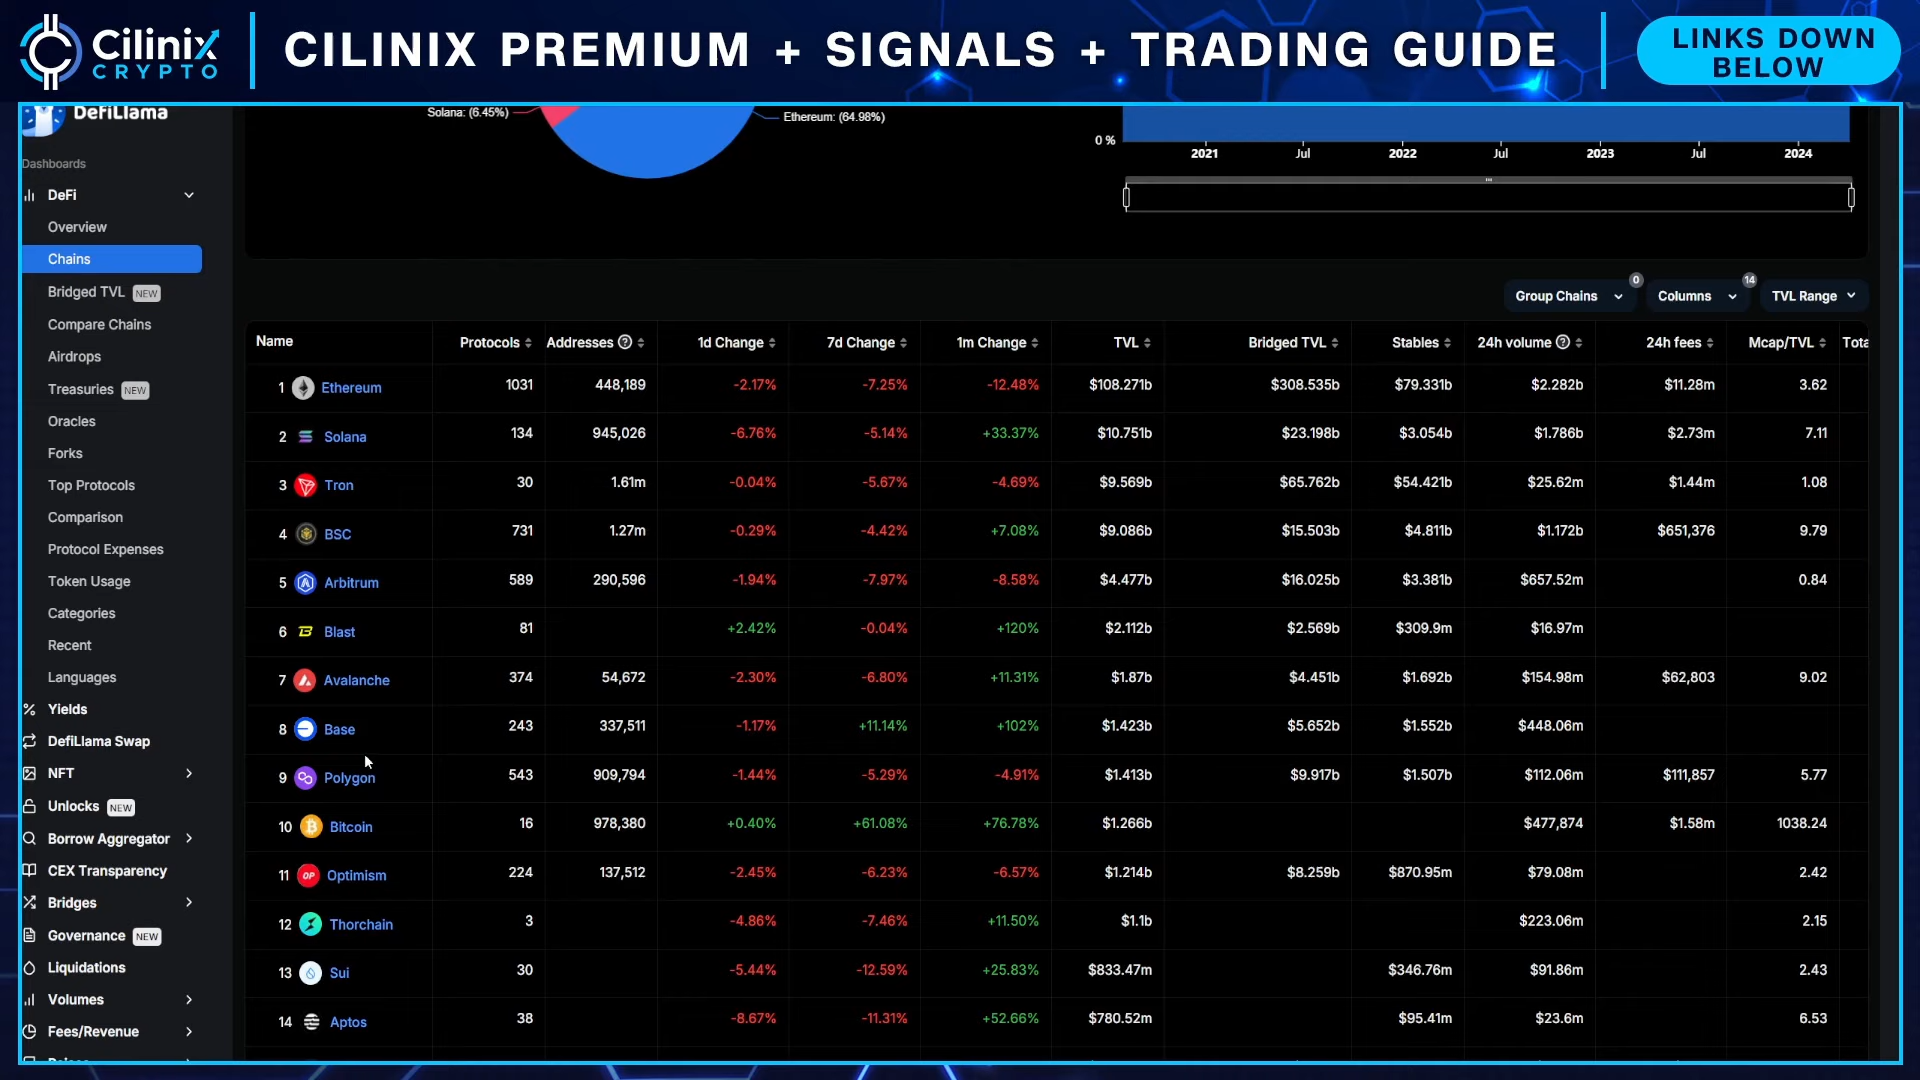 Cilinix
CRYPTO
CILINIX PREMIUM + SIGNALS + TRADING GUIDE
LINKS DOWN
BELOW
DefiLlama
Solana: (6.45%)
Ethereum: (64.98%)
0 %
2021 Jul 2022 Jul 2023 Jul 2024
Dashboards
DeFi
Overview
Chains
Bridged TVL NEW
Compare Chains
Airdrops
Treasuries NEW
Oracles
Forks
Top Protocols
Comparison
Protocol Expenses
Token Usage
Categories
Recent
Languages
Yields
DefiLlama Swap
NFT
Unlocks NEW
Borrow Aggregator
CEX Transparency
Bridges
Governance NEW
Liquidations
Volumes
Fees/Revenue
Group Chains 0 Columns 14 TVL Range
Name Protocols Addresses 1d Change 7d Change 1m Change TVL Bridged TVL Stables 24h volume 24h fees Mcap/TVL Tota
1 Ethereum 1031 448,189 -2.17% -7.25% -12.48% $108.271b $308.535b $79.331b $2.282b $11.28m 3.62
2 Solana 134 945,026 -6.76% -5.14% +33.37% $10.751b $23.198b $3.054b $1.786b $2.73m 7.11
3 Tron 30 1.61m -0.04% -5.67% -4.69% $9.569b $65.762b $54.421b $25.62m $1.44m 1.08
4 BSC 731 1.27m -0.29% -4.42% +7.08% $9.086b $15.503b $4.811b $1.172b $651,376 9.79
5 Arbitrum 589 290,596 -1.94% -7.97% -8.58% $4.477b $16.025b $3.381b $657.52m 0.84
6 Blast 81 +2.42% -0.04% +120% $2.112b $2.569b $309.9m $16.97m
7 Avalanche 374 54,672 -2.30% -6.80% +11.31% $1.87b $4.451b $1.692b $154.98m $62,803 9.02
8 Base 243 337,511 -1.17% +11.14% +102% $1.423b $5.652b $1.552b $448.06m
9 Polygon 543 909,794 -1.44% -5.29% -4.91% $1.413b $9.917b $1.507b $112.06m $111,857 5.77
10 Bitcoin 16 978,380 +0.40% +61.08% +76.78% $1.266b $477,874 $1.58m 1038.24
11 OP Optimism 224 137,512 -2.45% -6.23% -6.57% $1.214b $8.259b $870.95m $79.08m 2.42
12 Thorchain 3 -4.86% -7.46% +11.50% $1.1b $223.06m 2.15
13 Sui 30 -5.44% -12.59% +25.83% $833.47m $346.76m $91.86m 2.43
14 Aptos 38 -8.67% -11.31% +52.66% $780.52m $95.41m $23.6m 6.53